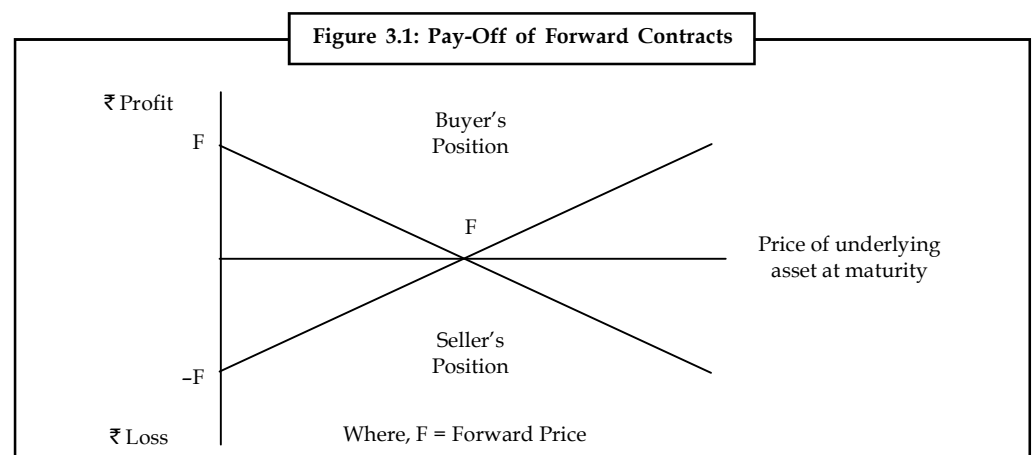 Figure 3.1: Pay-Off of Forward Contracts
₹ Profit
Buyer's
Position
F
F
Price of underlying
asset at maturity
Seller's
Position
–F
₹ Loss
Where, F = Forward Price